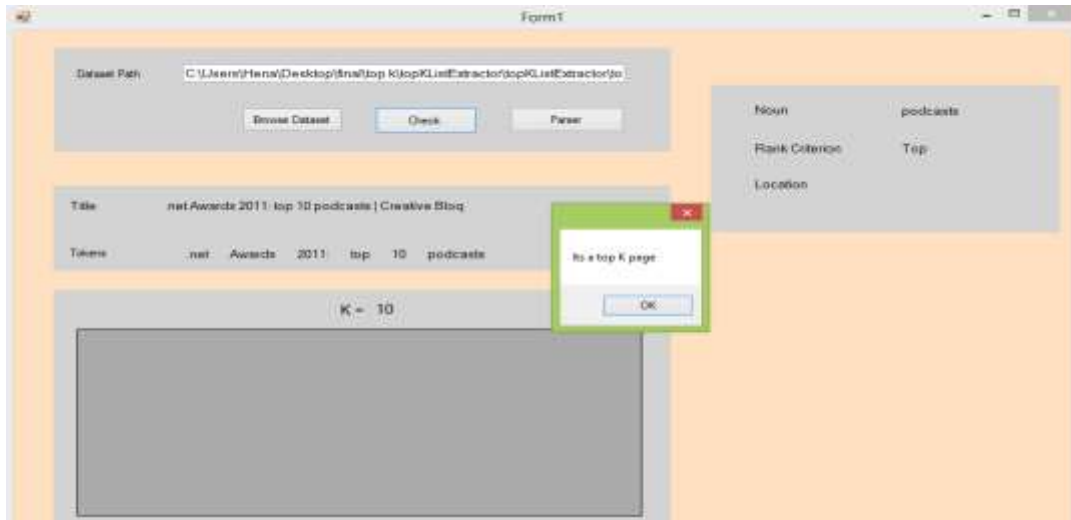 Form1
Dataset Path C:\Users\Hena\Desktop\final\top k\topKListExtractor\topKListExtractor\to
Browse Dataset Check Parser
Noun podcasts
Rank Criterion Top
Location
Title .net Awards 2011: top 10 podcasts | Creative Bloq
Tokens .net Awards 2011: top 10 podcasts
Its a top K page
OK
K = 10